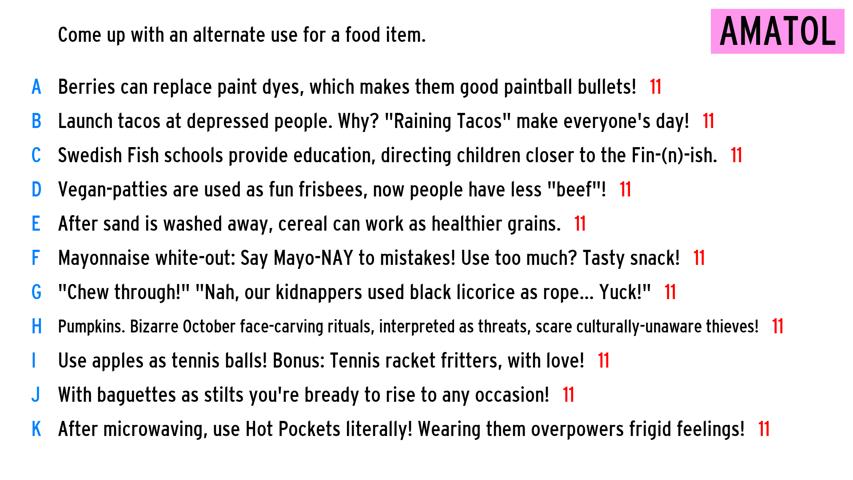 Come up with an alternate use for a food item.
AMATOL
A Berries can replace paint dyes, which makes them good paintball bullets! 11
B Launch tacos at depressed people. Why? "Raining Tacos" make everyone's day! 11
C Swedish Fish schools provide education, directing children closer to the Fin-(n)-ish. 11
D Vegan-patties are used as fun frisbees, now people have less "beef"! 11
E After sand is washed away, cereal can work as healthier grains. 11
F Mayonnaise white-out: Say Mayo-NAY to mistakes! Use too much? Tasty snack! 11
G "Chew through!" "Nah, our kidnappers used black licorice as rope... Yuck!" 11
H Pumpkins. Bizarre October face-carving rituals, interpreted as threats, scare culturally-unaware thieves! 11
I Use apples as tennis balls! Bonus: Tennis racket fritters, with love! 11
J With baguettes as stilts you're bready to rise to any occasion! 11
K After microwaving, use Hot Pockets literally! Wearing them overpowers frigid feelings! 11